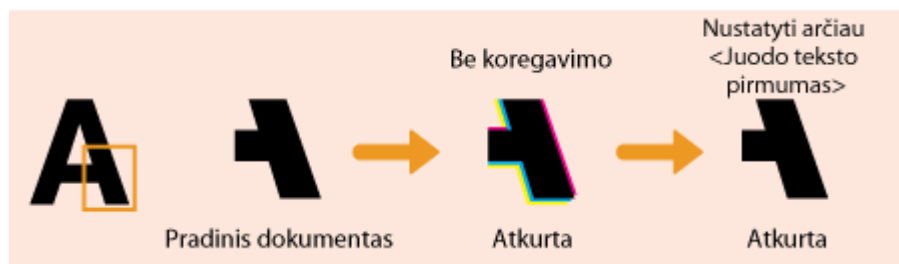 A
Pradinis dokumentas
Be koregavimo
Atkurta
Nustatyti arčiau
<Juodo teksto
pirmumas>
Atkurta